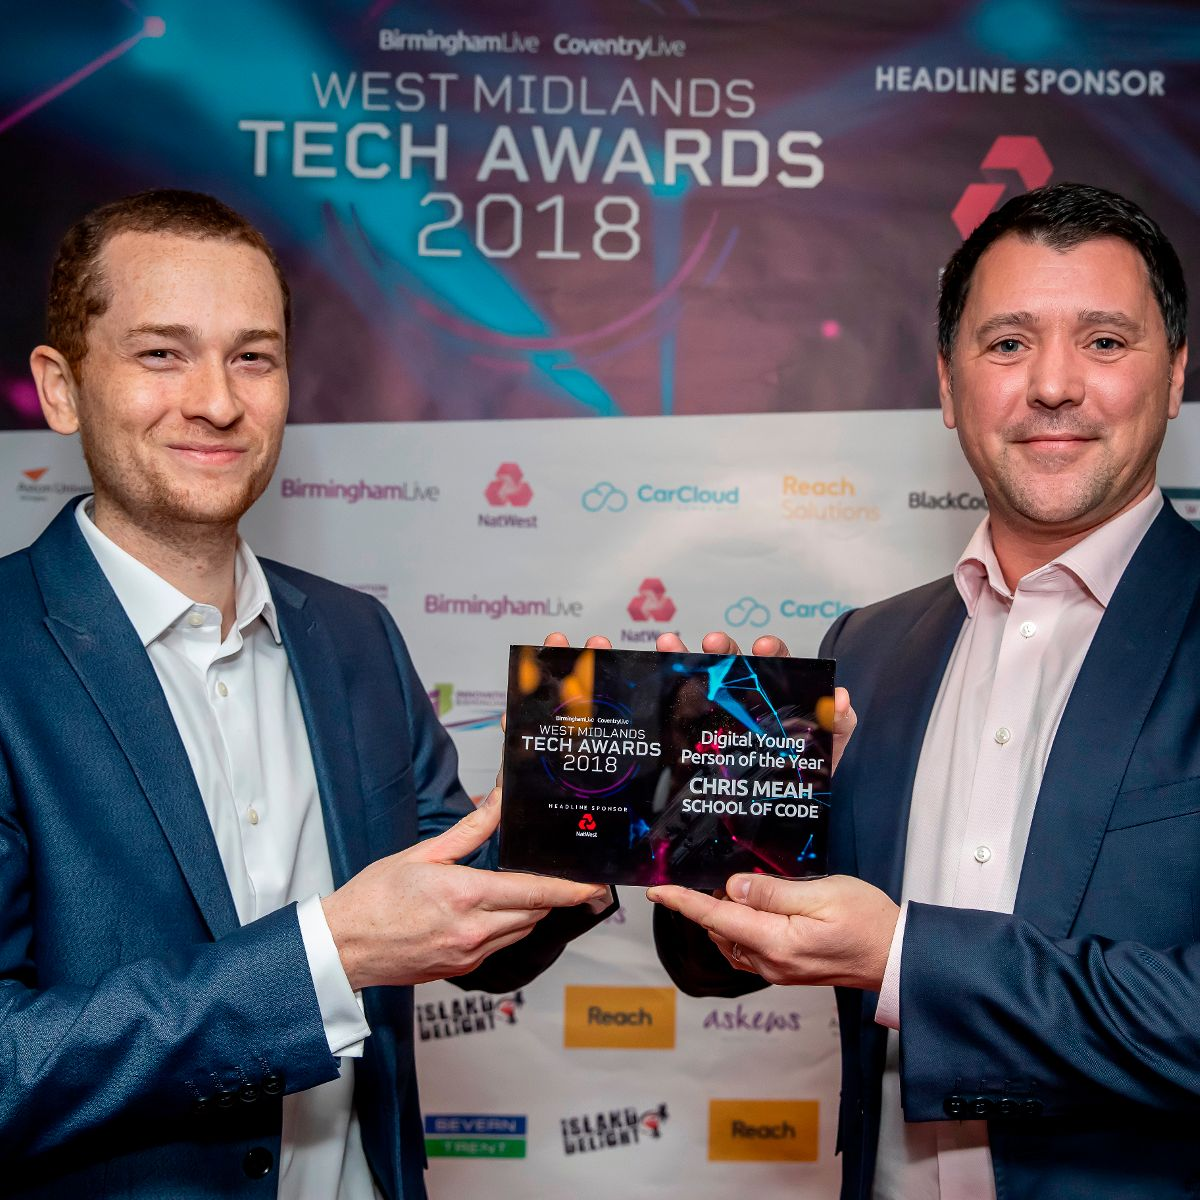 BirminghamLive CoventryLive
WEST MIDLANDS
TECH AWARDS
2018
HEADLINE SPONSOR
BirminghamLive
NatWest
CarCloud
Reach
Solutions
BirminghamLive
NatWest
BirminghamLive CoventryLive
WEST MIDLANDS
TECH AWARDS
2018
HEADLINE SPONSOR
NatWest
Digital Young
Person of the Year
CHRIS MEAH
SCHOOL OF CODE
ISLAND
DELIGHT
Reach
askews
SEVERN
TRENT
ISLAND
DELIGHT
Reach